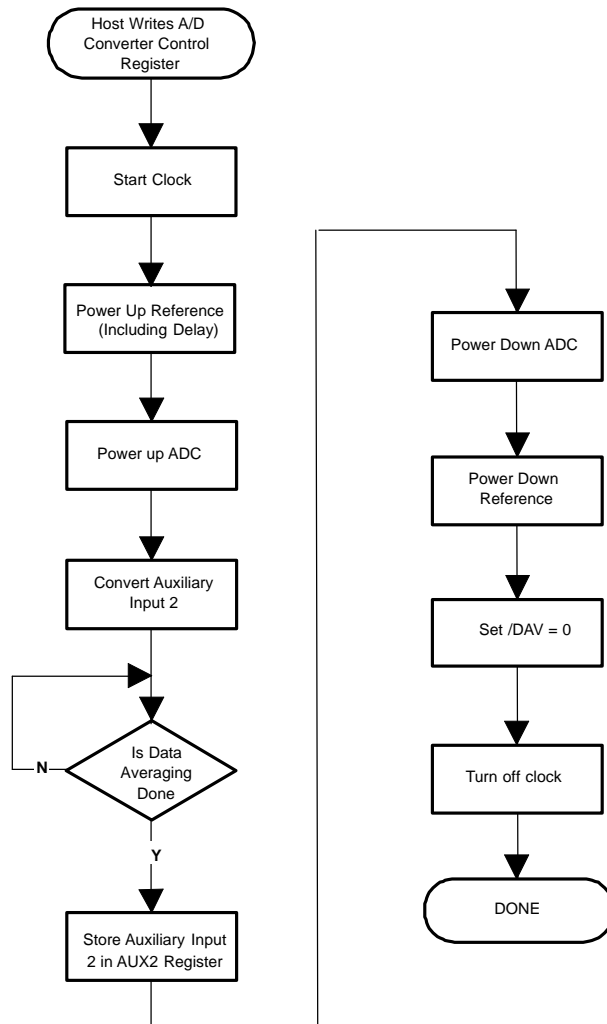 Host Writes A/D
Converter Control
Register
Start Clock
Power Up Reference
(Including Delay)
Power up ADC
Convert Auxiliary
Input 2
Is Data
Averaging
Done
N
Y
Store Auxiliary Input
2 in AUX2 Register
Power Down ADC
Power Down
Reference
Set /DAV = 0
Turn off clock
DONE